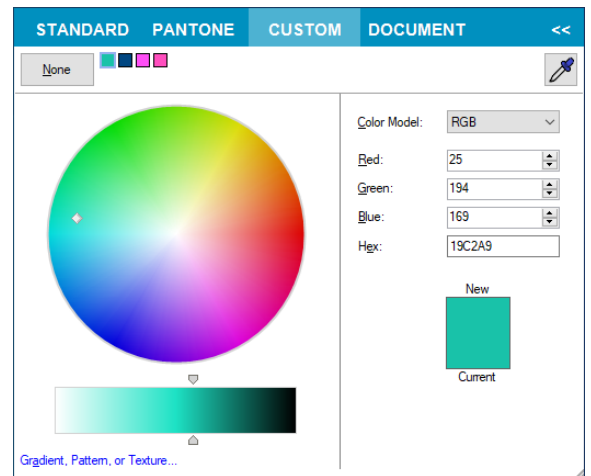 STANDARD PANTONE CUSTOM DOCUMENT <<
None
Color Model: RGB
Red: 25
Green: 194
Blue: 169
Hex: 19C2A9
New
Current
Gradient, Pattern, or Texture...